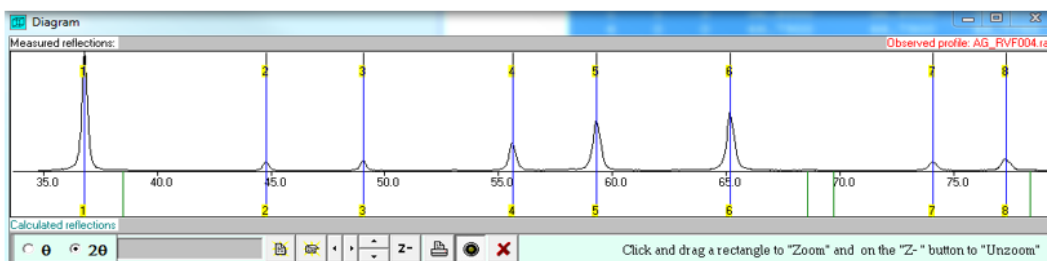 Diagram
Measured reflections:
Observed profile: AG_RVF004.ra
1 2 3 4 5 6 7 8
35.0 40.0 45.0 50.0 55.0 60.0 65.0 70.0 75.0
1 2 3 4 5 6 7 8
Calculated reflections
θ 2θ Z- Click and drag a rectangle to "Zoom" and on the "Z-" button to "Unzoom"